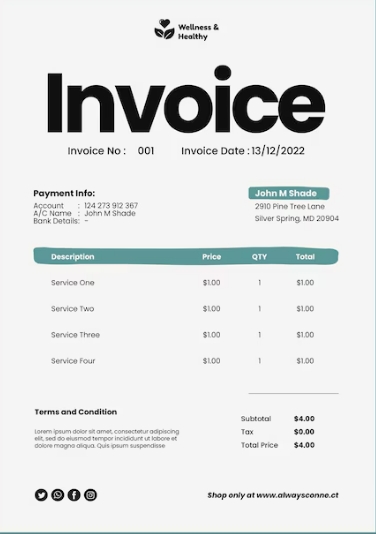 Wellness &
Healthy
Invoice
Invoice No : 001 Invoice Date : 13/12/2022
Payment Info:
Account : 124 273 912 367
A/C Name : John M Shade
Bank Details: -
John M Shade
2910 Pine Tree Lane
Silver Spring, MD 20904
Description Price QTY Total
Service One $1.00 1 $1.00
Service Two $1.00 1 $1.00
Service Three $1.00 1 $1.00
Service Four $1.00 1 $1.00
Terms and Condition
Lorem ipsum dolor sit amet, consectetur adipiscing
elit, sed do eiusmod tempor incididunt ut labore et
dolore magna aliqua. Quis ipsum suspendisse
Subtotal $4.00
Tax $0.00
Total Price $4.00
Shop only at www.alwaysconne.ct